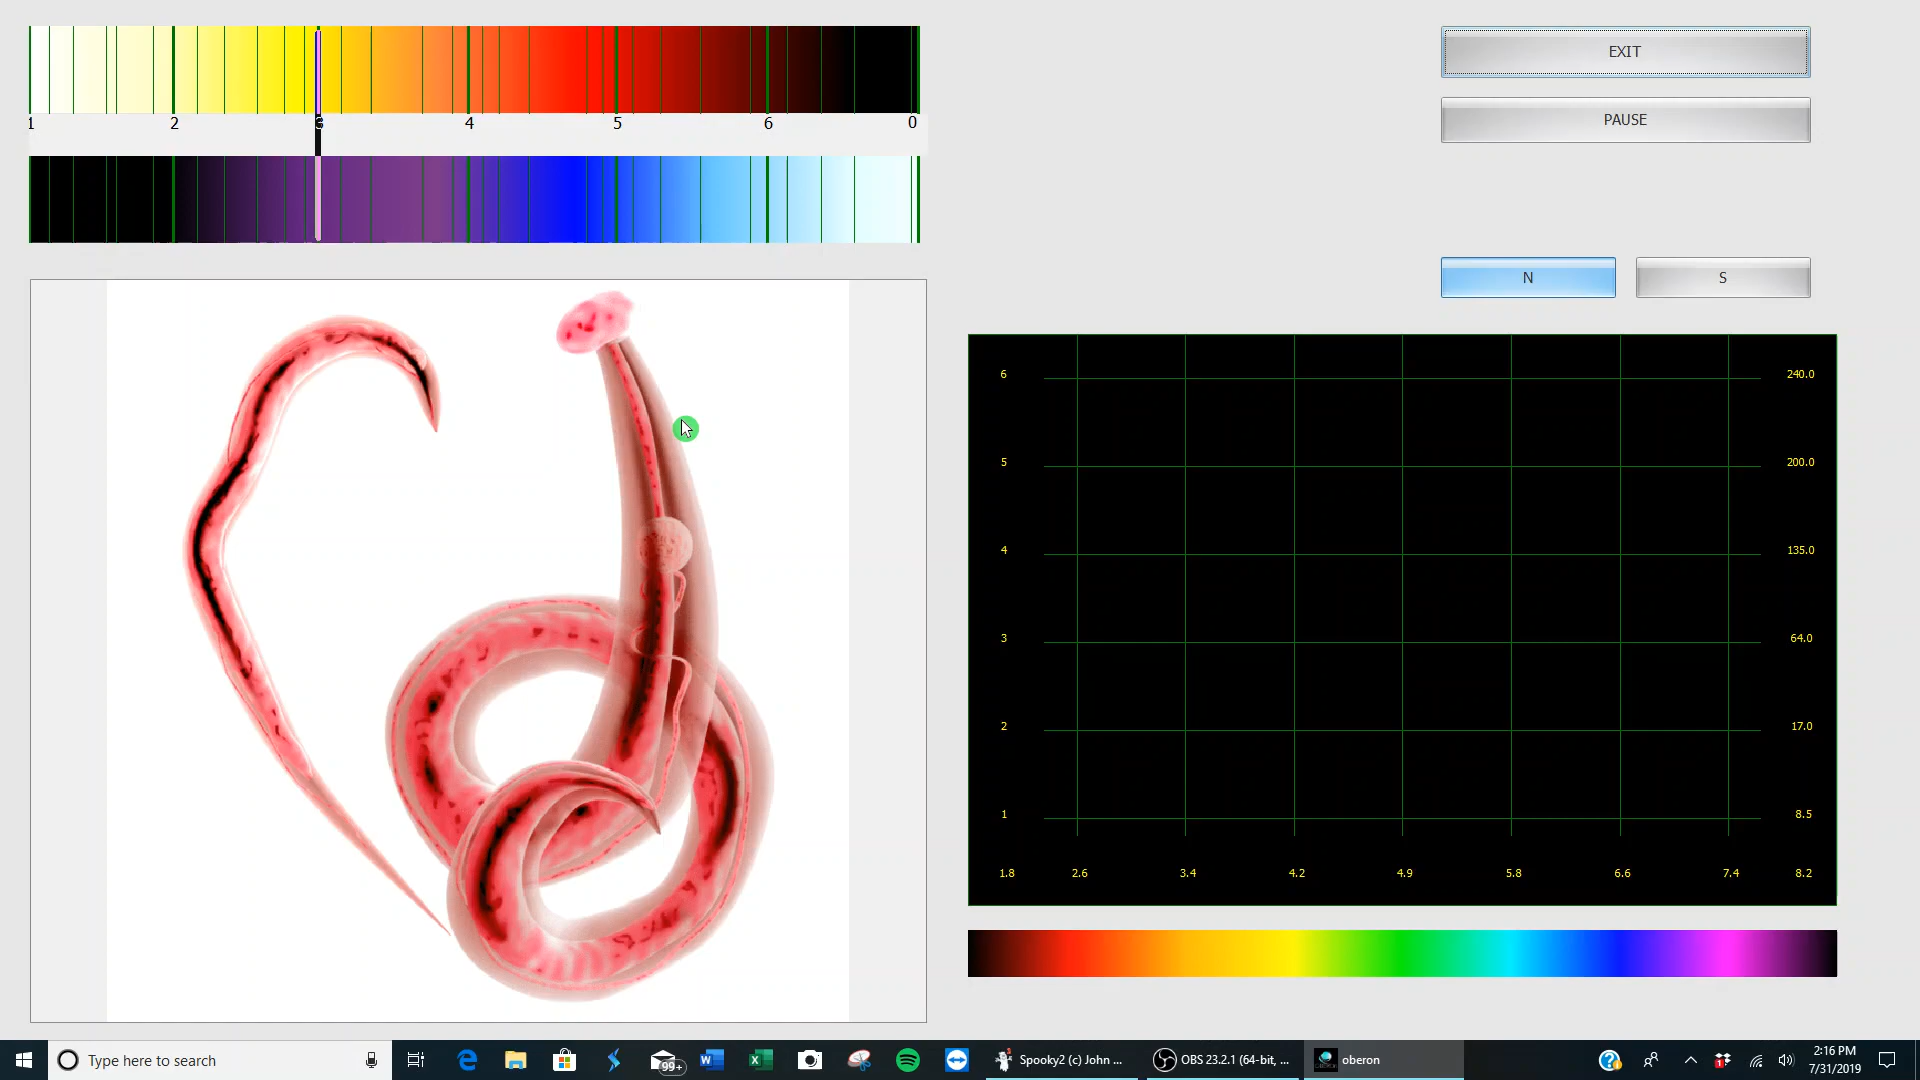 1 2 3 4 5 6 0
EXIT
PAUSE
N S
6 240.0
5 200.0
4 135.0
3 64.0
2 17.0
1 8.5
1.8 2.6 3.4 4.2 4.9 5.8 6.6 7.4 8.2
Type here to search
99+
Spooky2 (c) John ...
OBS 23.2.1 (64-bit, ...
oberon
2:16 PM
7/31/2019